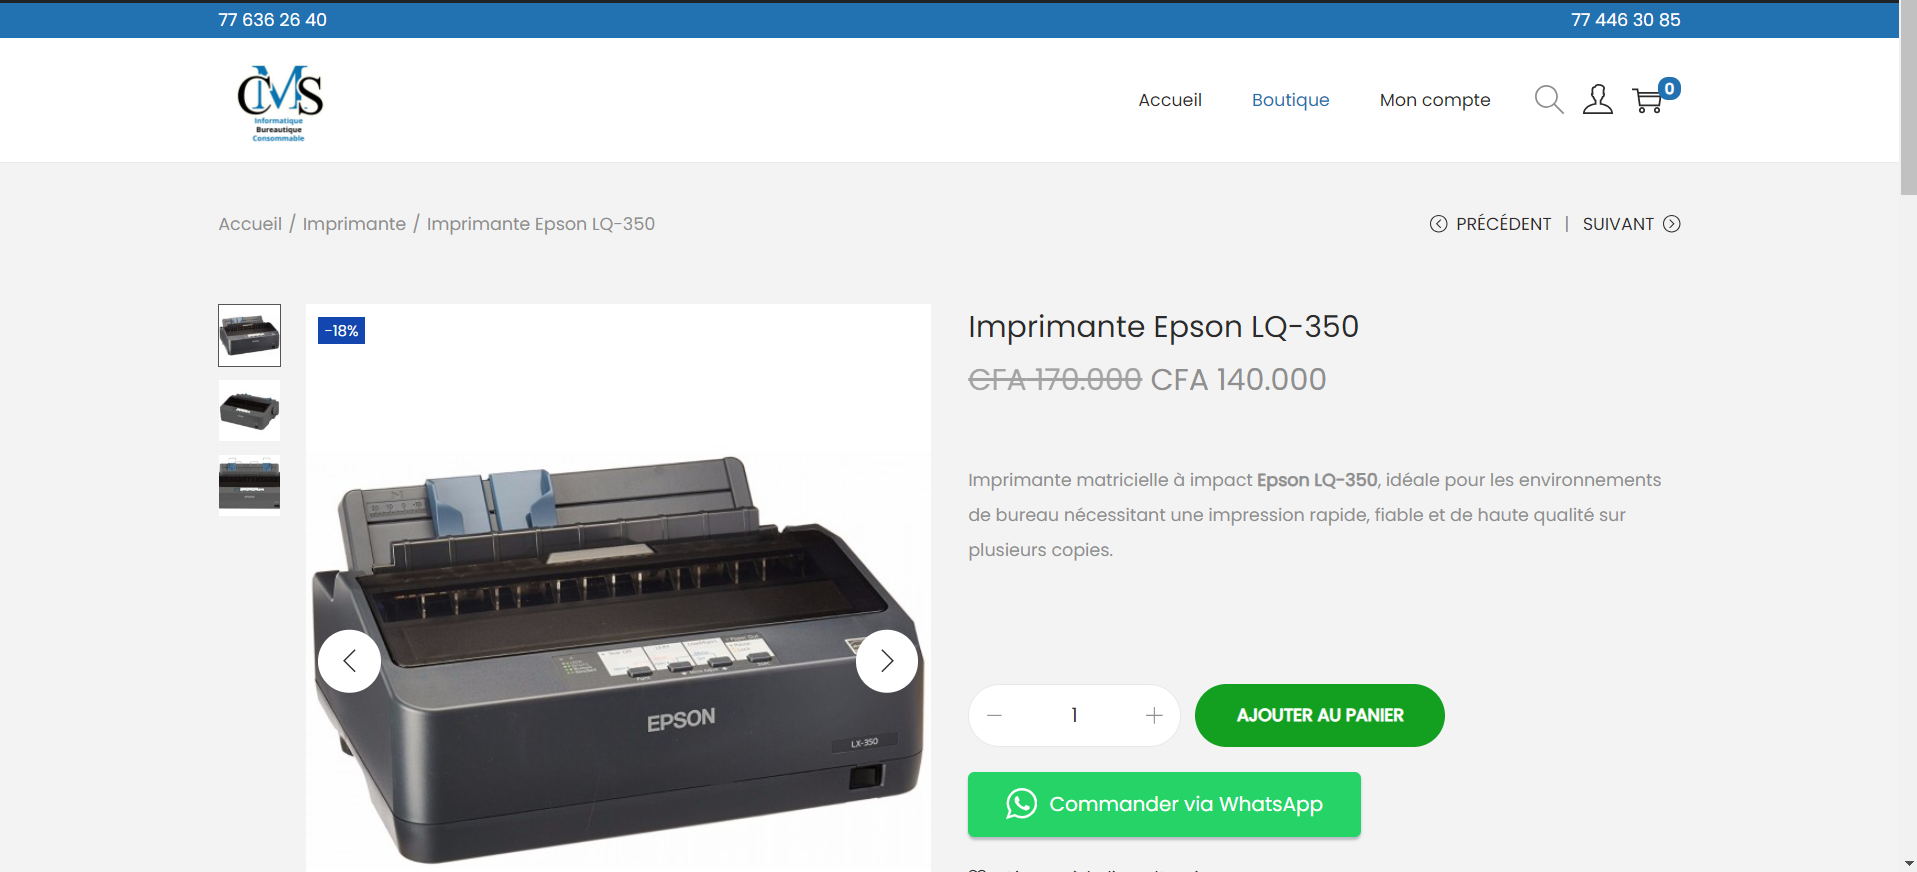 77 636 26 40
77 446 30 85
CMS
Informatique
Bureautique
Consommable
Accueil
Boutique
Mon compte
0
Accueil / Imprimante / Imprimante Epson LQ-350
PRÉCÉDENT | SUIVANT
-18%
Imprimante Epson LQ-350
CFA 170.000 CFA 140.000
Imprimante matricielle à impact Epson LQ-350, idéale pour les environnements
de bureau nécessitant une impression rapide, fiable et de haute qualité sur
plusieurs copies.
EPSON
LX-350
1
AJOUTER AU PANIER
Commander via WhatsApp